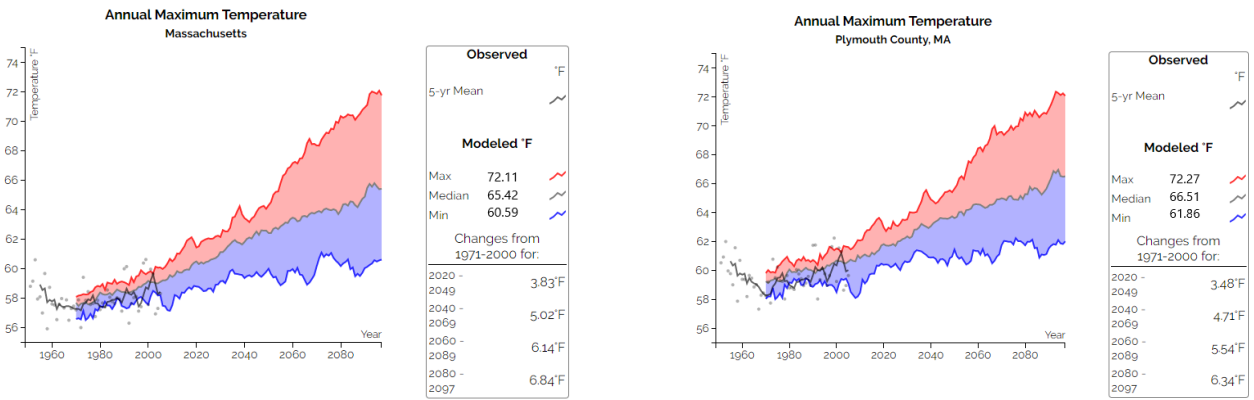 Annual Maximum Temperature
Massachusetts
Temperature °F
74
72
70
68
66
64
62
60
58
56
1960
1980
2000
2020
2040
2060
2080
Year
Observed
°F
5-yr Mean
Modeled °F
Max 72.11
Median 65.42
Min 60.59
Changes from
1971-2000 for:
2020 -
2049
3.83°F
2040 -
2069
5.02°F
2060 -
2089
6.14°F
2080 -
2097
6.84°F
Annual Maximum Temperature
Plymouth County, MA
Temperature °F
74
72
70
68
66
64
62
60
58
56
1960
1980
2000
2020
2040
2060
2080
Year
Observed
°F
5-yr Mean
Modeled °F
Max 72.27
Median 66.51
Min 61.86
Changes from
1971-2000 for:
2020 -
2049
3.48°F
2040 -
2069
4.71°F
2060 -
2089
5.54°F
2080 -
2097
6.34°F